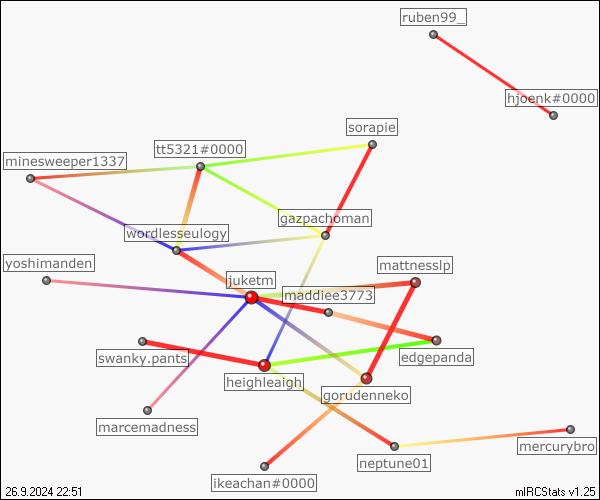 ruben99_
hjoenk#0000
sorapie
tt5321#0000
minesweeper1337
gazpachoman
wordlesseulogy
yoshimanden
mattnesslp
juketm
maddiee3773
swanky.pants
edgepanda
heighleaigh
gorudenneko
marcemadness
mercurybro
neptune01
ikeachan#0000
26.9.2024 22:51
mIRCStats v1.25